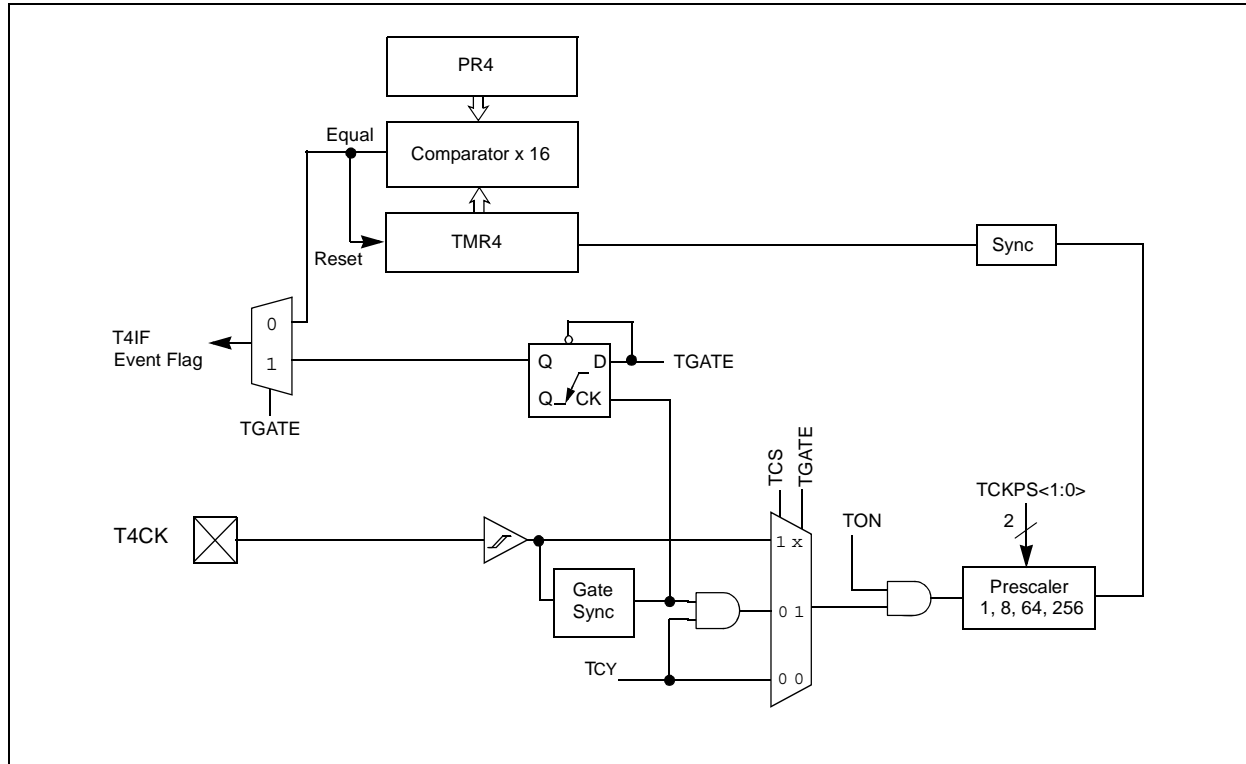 PR4
Equal
Comparator x 16
TMR4
Reset
Sync
0
T4IF
Event Flag
1
TGATE
Q
D
TGATE
Q
CK
TCS
TGATE
TCKPS<1:0>
2
TON
T4CK
1 x
Gate
Sync
0 1
Prescaler
1, 8, 64, 256
TCY
0 0